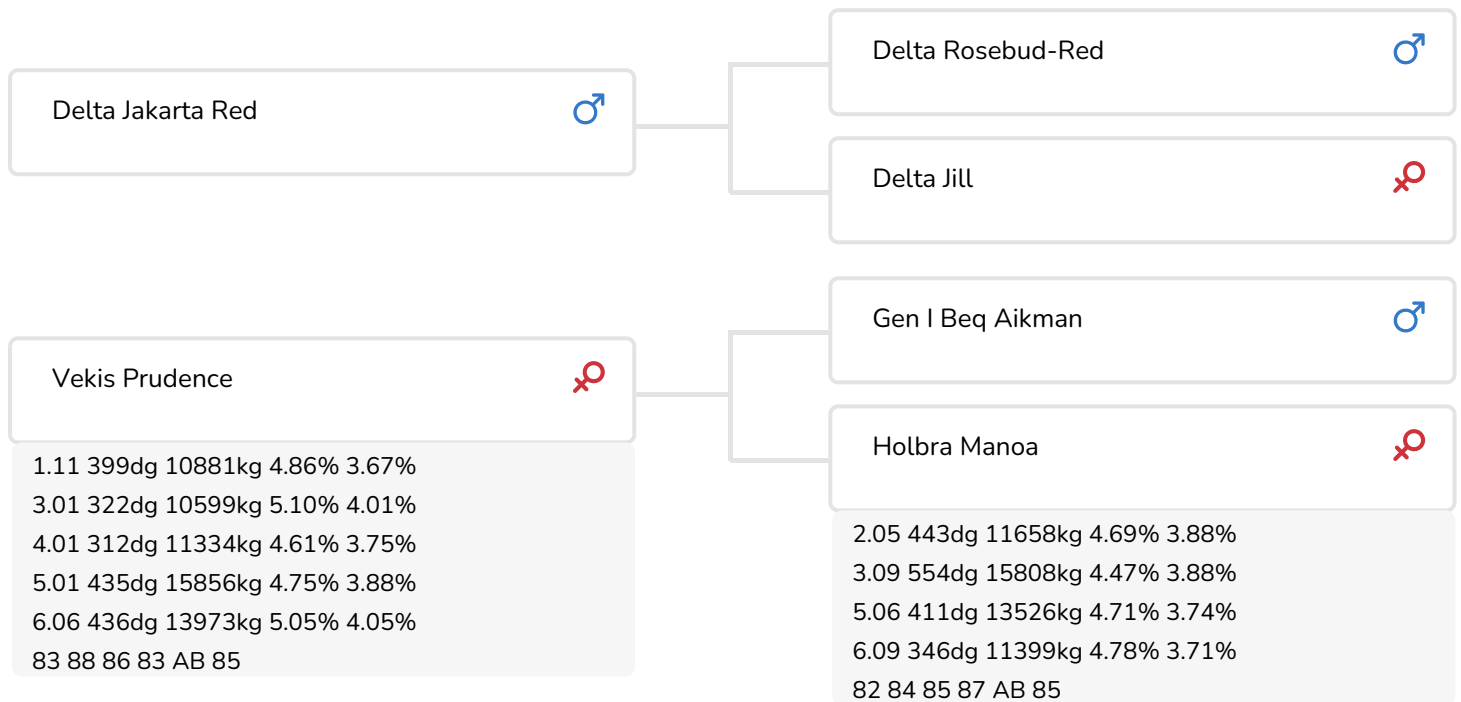 Delta Jakarta Red
Delta Rosebud-Red
Delta Jill
Vekis Prudence
1.11 399dg 10881kg 4.86% 3.67%
3.01 322dg 10599kg 5.10% 4.01%
4.01 312dg 11334kg 4.61% 3.75%
5.01 435dg 15856kg 4.75% 3.88%
6.06 436dg 13973kg 5.05% 4.05%
83 88 86 83 AB 85
Gen I Beq Aikman
Holbra Manoa
2.05 443dg 11658kg 4.69% 3.88%
3.09 554dg 15808kg 4.47% 3.88%
5.06 411dg 13526kg 4.71% 3.74%
6.09 346dg 11399kg 4.78% 3.71%
82 84 85 87 AB 85